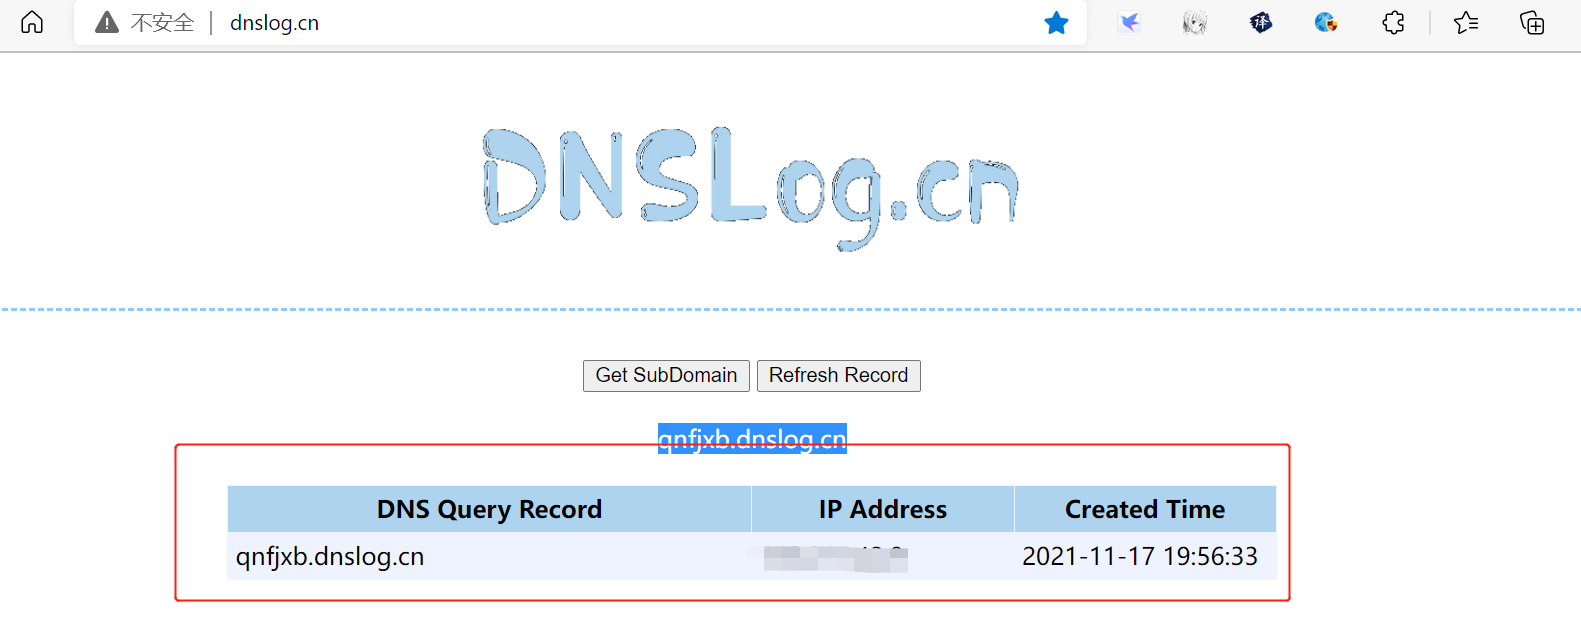 不安全 | dnslog.cn
译
DNSLog.cn
Get SubDomain Refresh Record
qnfjxb.dnslog.cn
DNS Query Record IP Address Created Time
qnfjxb.dnslog.cn 2021-11-17 19:56:33